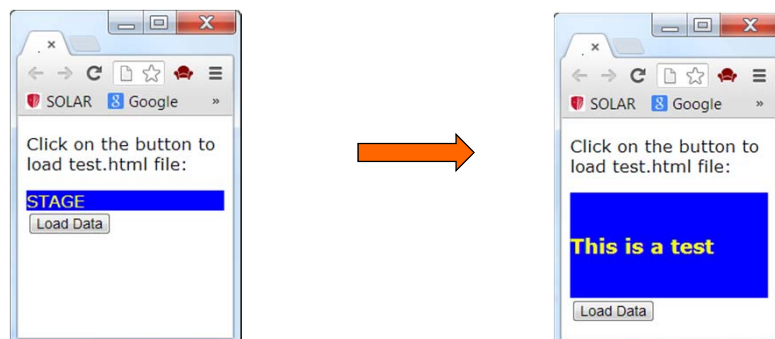 SOLAR
Google
»
Click on the button to
load test.html file:
STAGE
Load Data
SOLAR
Google
»
Click on the button to
load test.html file:
This is a test
Load Data